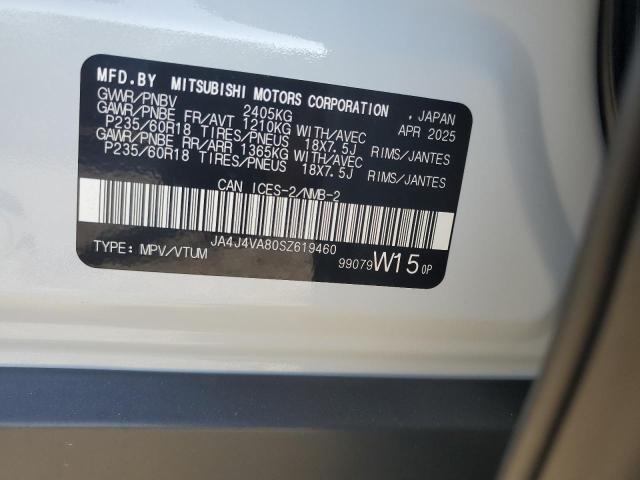 MFD.BY MITSUBISHI MOTORS CORPORATION , JAPAN
GVWR/PNBV 2405KG APR 2025
GAWR/PNBE FR/AVT 1210KG WITH/AVEC
P235/60R18 TIRES/PNEUS 18X7.5J RIMS/JANTES
GAWR/PNBE RR/ARR 1365KG WITH/AVEC
P235/60R18 TIRES/PNEUS 18X7.5J RIMS/JANTES
CAN ICES-2/NMB-2
JA4J4VA80SZ619460
TYPE: MPV/VTUM 99079 W15 0P